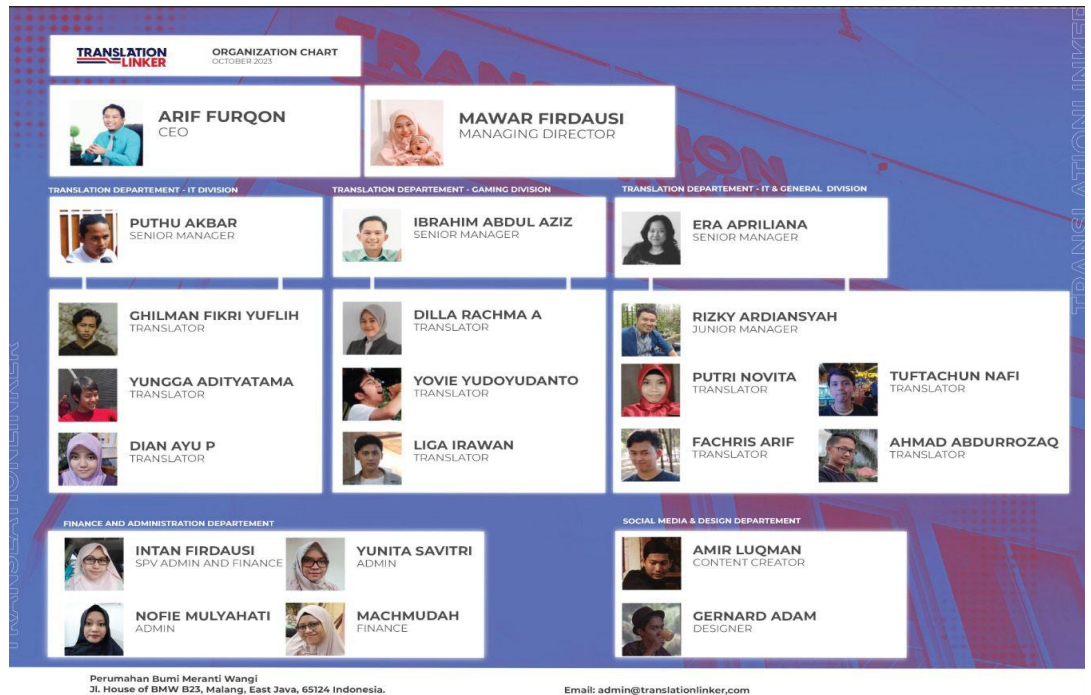 TRANSLATION
LINKER
ORGANIZATION CHART
OCTOBER 2023
ARIF FURQON
CEO
MAWAR FIRDAUSI
MANAGING DIRECTOR
TRANSLATION DEPARTEMENT - IT DIVISION
PUTHU AKBAR
SENIOR MANAGER
GHILMAN FIKRI YUFLIH
TRANSLATOR
YUNGGA ADITYATAMA
TRANSLATOR
DIAN AYU P
TRANSLATOR
TRANSLATION DEPARTEMENT - GAMING DIVISION
IBRAHIM ABDUL AZIZ
SENIOR MANAGER
DILLA RACHMA A
TRANSLATOR
YOVIE YUDOYUDANTO
TRANSLATOR
LIGA IRAWAN
TRANSLATOR
TRANSLATION DEPARTEMENT - IT & GENERAL DIVISION
ERA APRILIANA
SENIOR MANAGER
RIZKY ARDIANSYAH
JUNIOR MANAGER
PUTRI NOVITA
TRANSLATOR
TUFTACHUN NAFI
TRANSLATOR
FACHRIS ARIF
TRANSLATOR
AHMAD ABDURROZAQ
TRANSLATOR
FINANCE AND ADMINISTRATION DEPARTEMENT
INTAN FIRDAUSI
SPV ADMIN AND FINANCE
YUNITA SAVITRI
ADMIN
NOFIE MULYAHATI
ADMIN
MACHMUDAH
FINANCE
SOCIAL MEDIA & DESIGN DEPARTEMENT
AMIR LUQMAN
CONTENT CREATOR
GERNARD ADAM
DESIGNER
TRANSLATIONLINKER
TRANSLATIONLINKER
Perumahan Bumi Meranti Wangi
Jl. House of BMW B23, Malang, East Java, 65124 Indonesia.
Email: admin@translationlinker,com